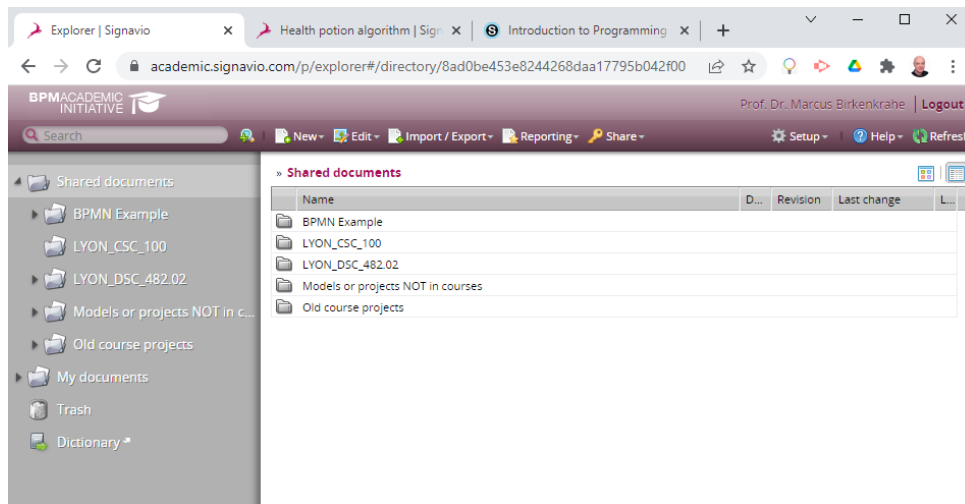 Explorer | Signavio
Health potion algorithm | Sign
Introduction to Programming
academic.signavio.com/p/explorer#/directory/8ad0be453e8244268daa17795b042f00
BPMACADEMIC
INITIATIVE
Prof. Dr. Marcus Birkenkrahe | Logout
Search
New
Edit
Import / Export
Reporting
Share
Setup
Help
Refresh
Shared documents
BPMN Example
LYON_CSC_100
LYON_DSC_482.02
Models or projects NOT in c...
Old course projects
My documents
Trash
Dictionary
» Shared documents
Name D... Revision Last change L...
BPMN Example
LYON_CSC_100
LYON_DSC_482.02
Models or projects NOT in courses
Old course projects